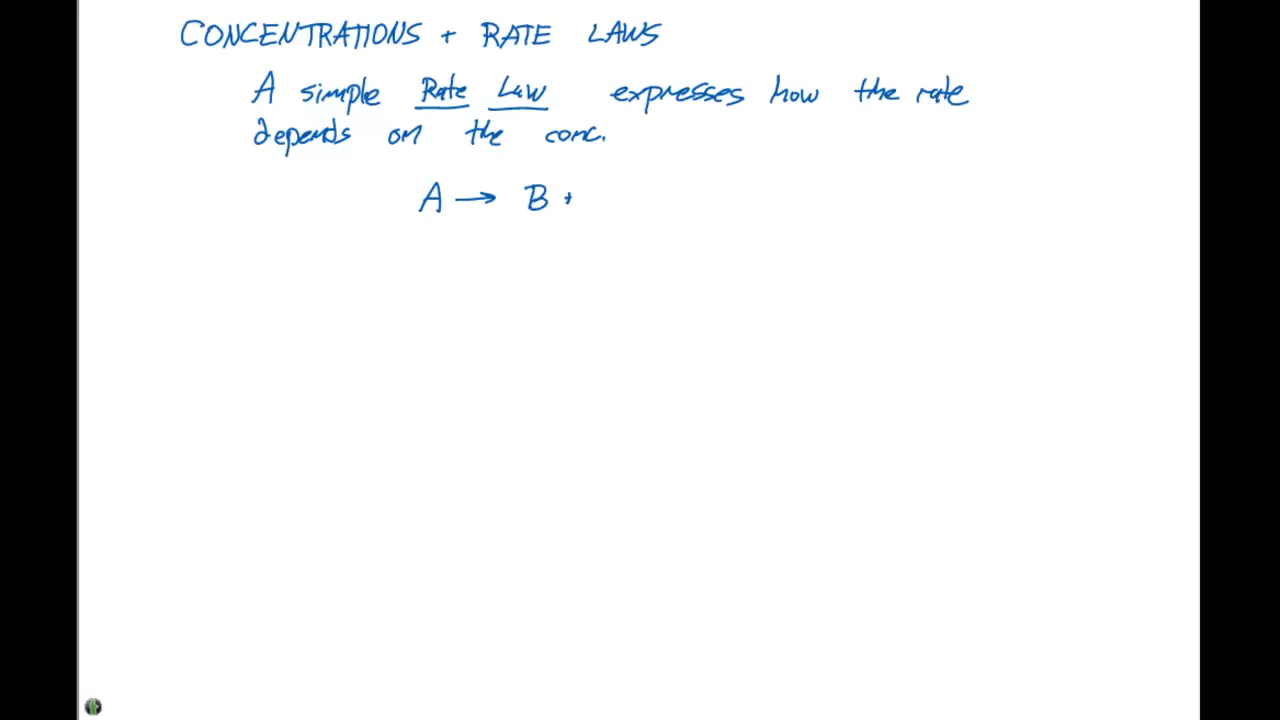 CONCENTRATIONS + RATE LAWS
A simple Rate Law expresses how the rate
depends on the conc.
A → B +